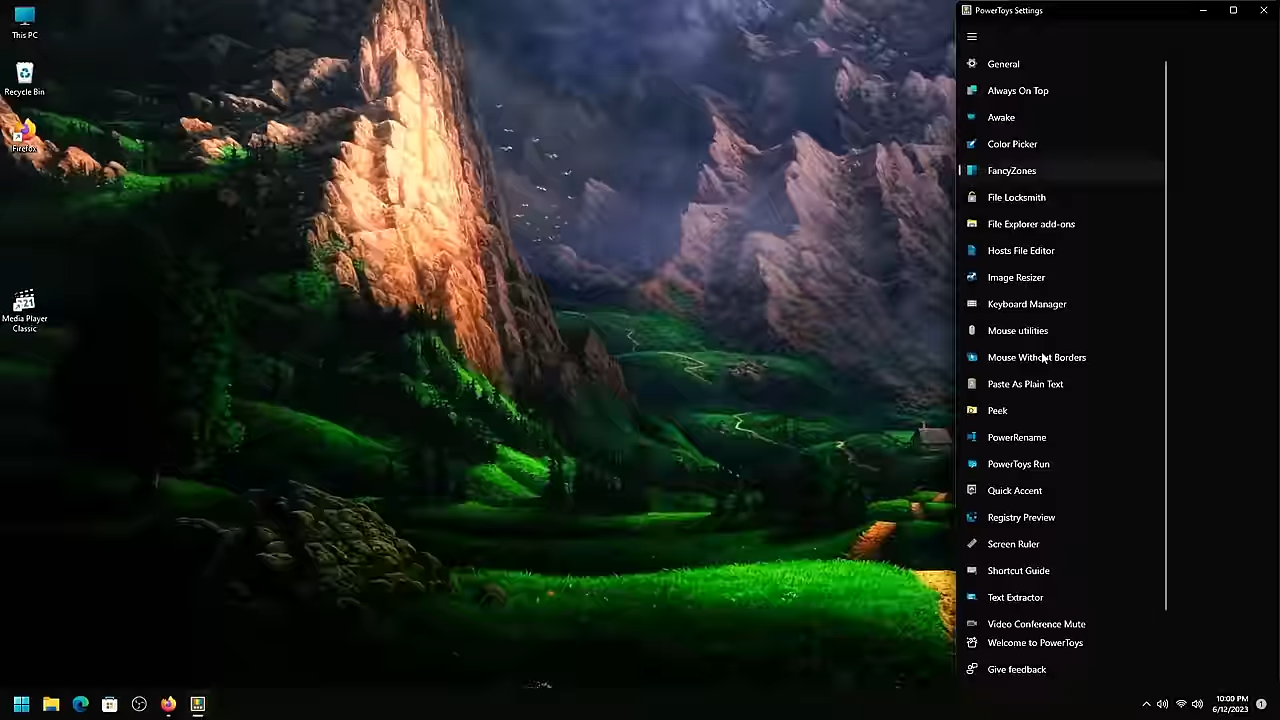 This PC
Recycle Bin
Firefox
Media Player
Classic
PowerToys Settings
General
Always On Top
Awake
Color Picker
FancyZones
File Locksmith
File Explorer add-ons
Hosts File Editor
Image Resizer
Keyboard Manager
Mouse utilities
Mouse Without Borders
Paste As Plain Text
Peek
PowerRename
PowerToys Run
Quick Accent
Registry Preview
Screen Ruler
Shortcut Guide
Text Extractor
Video Conference Mute
Welcome to PowerToys
Give feedback
10:00 PM
6/12/2023
1